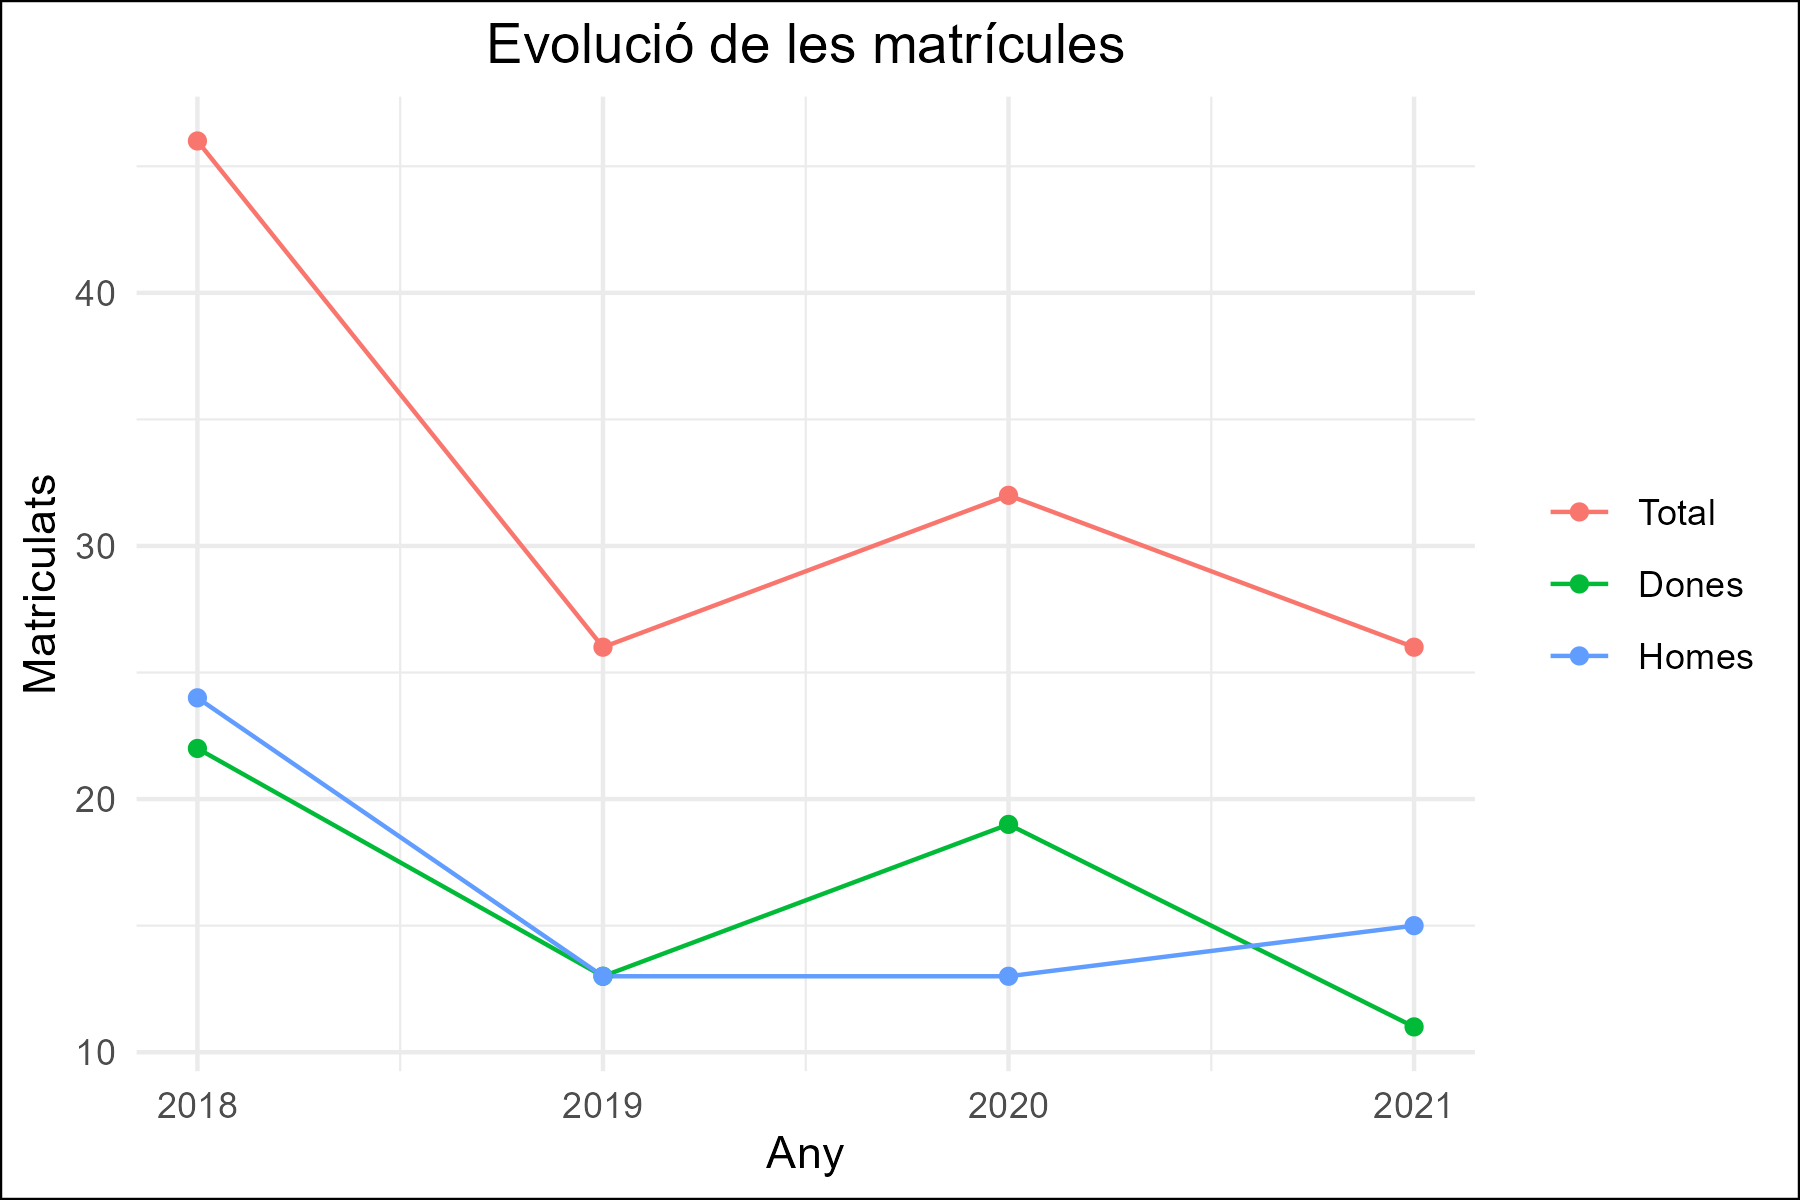 Evolució de les matrícules
Matriculats
40
30
20
10
2018
2019
2020
2021
Any
Total
Dones
Homes